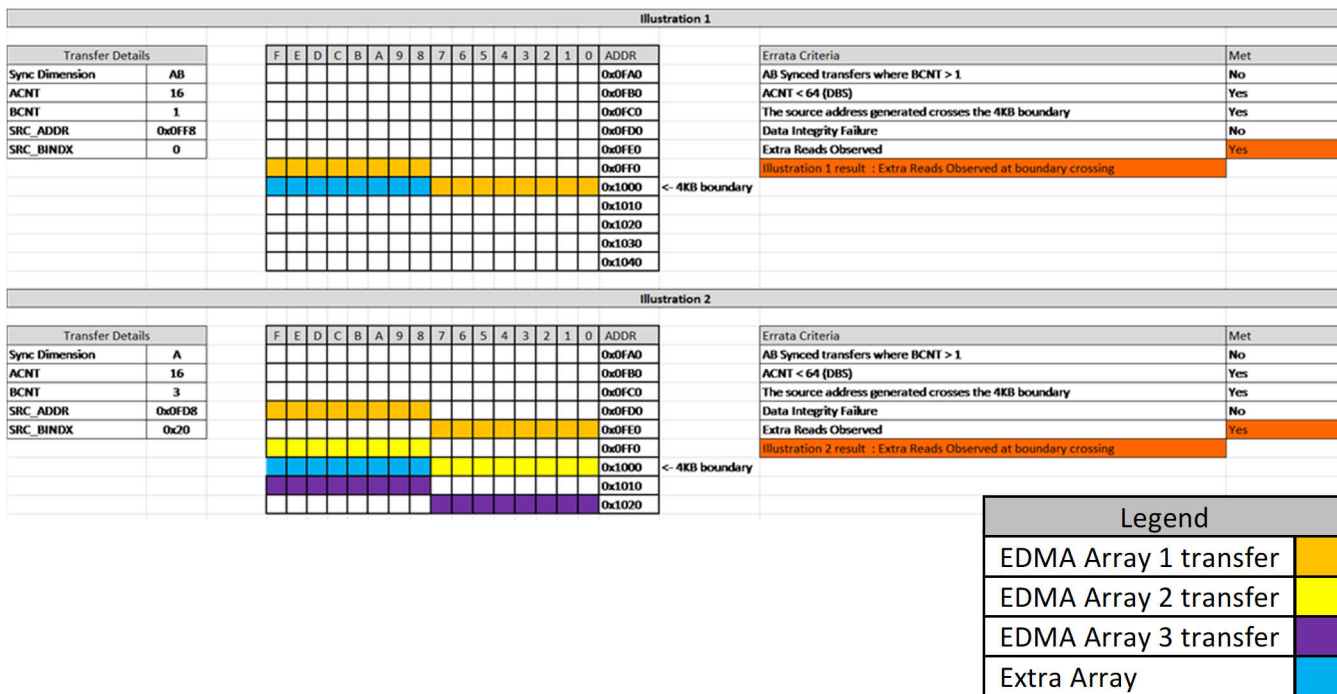 Illustration 1
Transfer Details F E D C B A 9 8 7 6 5 4 3 2 1 0 ADDR Errata Criteria Met
Sync Dimension AB 0x0FA0 AB Synced transfers where BCNT > 1 No
ACNT 16 0x0FB0 ACNT < 64 (DBS) Yes
BCNT 1 0x0FC0 The source address generated crosses the 4KB boundary Yes
SRC_ADDR 0x0FF8 0x0FD0 Data Integrity Failure No
SRC_BINDX 0 0x0FE0 Extra Reads Observed Yes
0x0FF0 Illustration 1 result : Extra Reads Observed at boundary crossing
0x1000 <- 4KB boundary
0x1010
0x1020
0x1030
0x1040
Illustration 2
Transfer Details F E D C B A 9 8 7 6 5 4 3 2 1 0 ADDR Errata Criteria Met
Sync Dimension A 0x0FA0 AB Synced transfers where BCNT > 1 No
ACNT 16 0x0FB0 ACNT < 64 (DBS) Yes
BCNT 3 0x0FC0 The source address generated crosses the 4KB boundary Yes
SRC_ADDR 0x0FD8 0x0FD0 Data Integrity Failure No
SRC_BINDX 0x20 0x0FE0 Extra Reads Observed Yes
0x0FF0 Illustration 2 result : Extra Reads Observed at boundary crossing
0x1000 <- 4KB boundary
0x1010
0x1020
Legend
EDMA Array 1 transfer
EDMA Array 2 transfer
EDMA Array 3 transfer
Extra Array